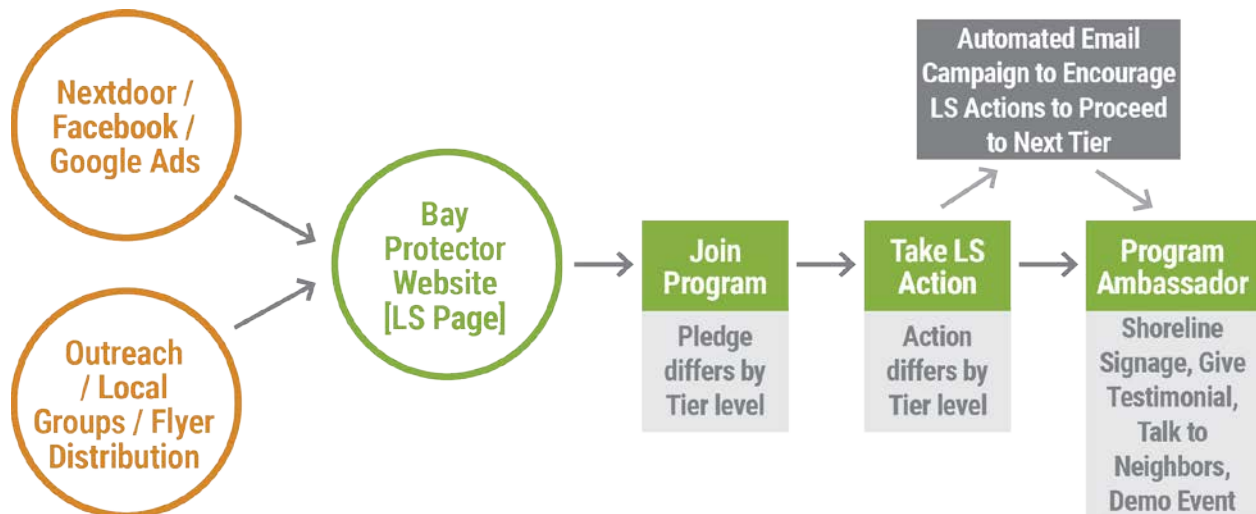 Nextdoor /
Facebook /
Google Ads
Outreach
/ Local
Groups / Flyer
Distribution
Bay
Protector
Website
[LS Page]
Join
Program
Pledge
differs by
Tier level
Take LS
Action
Action
differs by
Tier level
Automated Email
Campaign to Encourage
LS Actions to Proceed
to Next Tier
Program
Ambassador
Shoreline
Signage, Give
Testimonial,
Talk to
Neighbors,
Demo Event